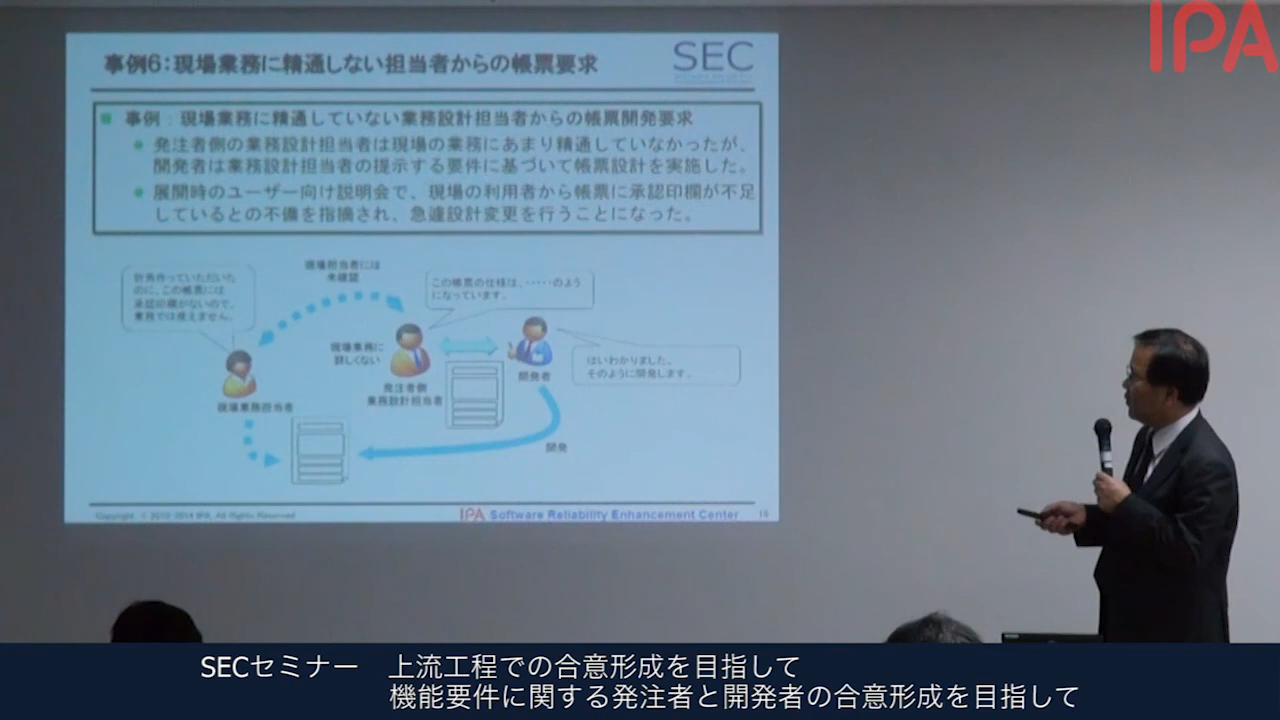 IPA
事例6：現場業務に精通しない担当者からの帳票要求
SEC
事例：現場業務に精通していない業務設計担当者からの帳票開発要求
発注者側の業務設計担当者は現場の業務にあまり精通していなかったが、
開発者は業務設計担当者の提示する要件に基づいて帳票設計を実施した。
展開時のユーザー向け説明会で、現場の利用者から帳票に承認印欄が不足
しているとの不備を指摘され、急遽設計変更を行うことになった。
現場担当者には
未確認
折角作っていただいた
のに、この帳票には
承認印欄がないので、
業務では使えません。
この帳票の仕様は、・・・・・のよう
になっています。
現場業務に
詳しくない
はいわかりました。
そのように開発します。
開発者
発注者側
業務設計担当者
現場業務担当者
開発
Copyright © 2010-2014 IPA, All Rights Reserved
IPA Software Reliability Enhancement Center
SECセミナー 上流工程での合意形成を目指して
機能要件に関する発注者と開発者の合意形成を目指して